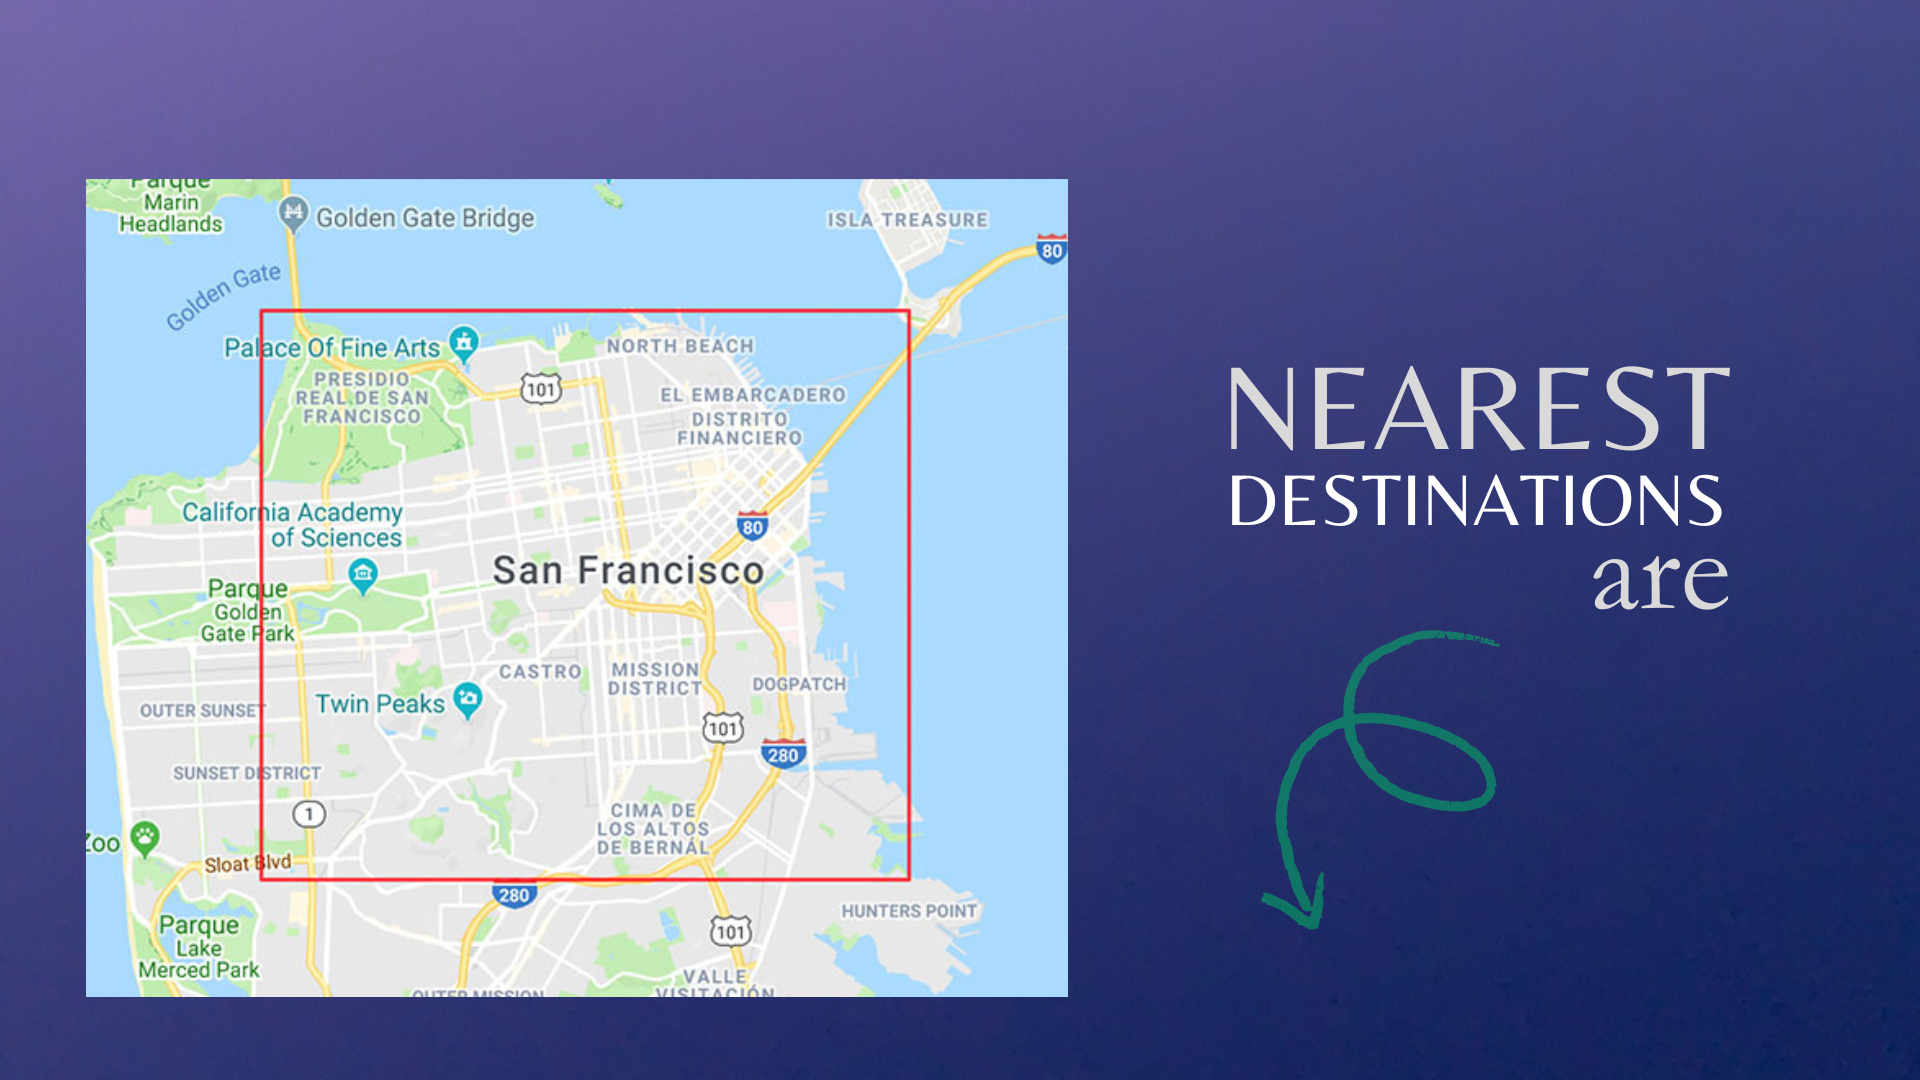 Parque
Marin
Headlands
Golden Gate Bridge
ISLA TREASURE
80
Golden Gate
Palace Of Fine Arts
NORTH BEACH
PRESIDIO
REAL DE SAN
FRANCISCO
101
EL EMBARCADERO
DISTRITO
FINANCIERO
California Academy
of Sciences
80
San Francisco
Parque
Golden
Gate Park
CASTRO
MISSION
DISTRICT
DOGPATCH
Twin Peaks
OUTER SUNSET
101
280
SUNSET DISTRICT
1
CIMA DE
LOS ALTOS
DE BERNAL
Zoo
Sloat Blvd
280
HUNTERS POINT
Parque
Lake
Merced Park
101
VALLE
VISITACIÓN
OUTER MISSION
NEAREST
DESTINATIONS
are